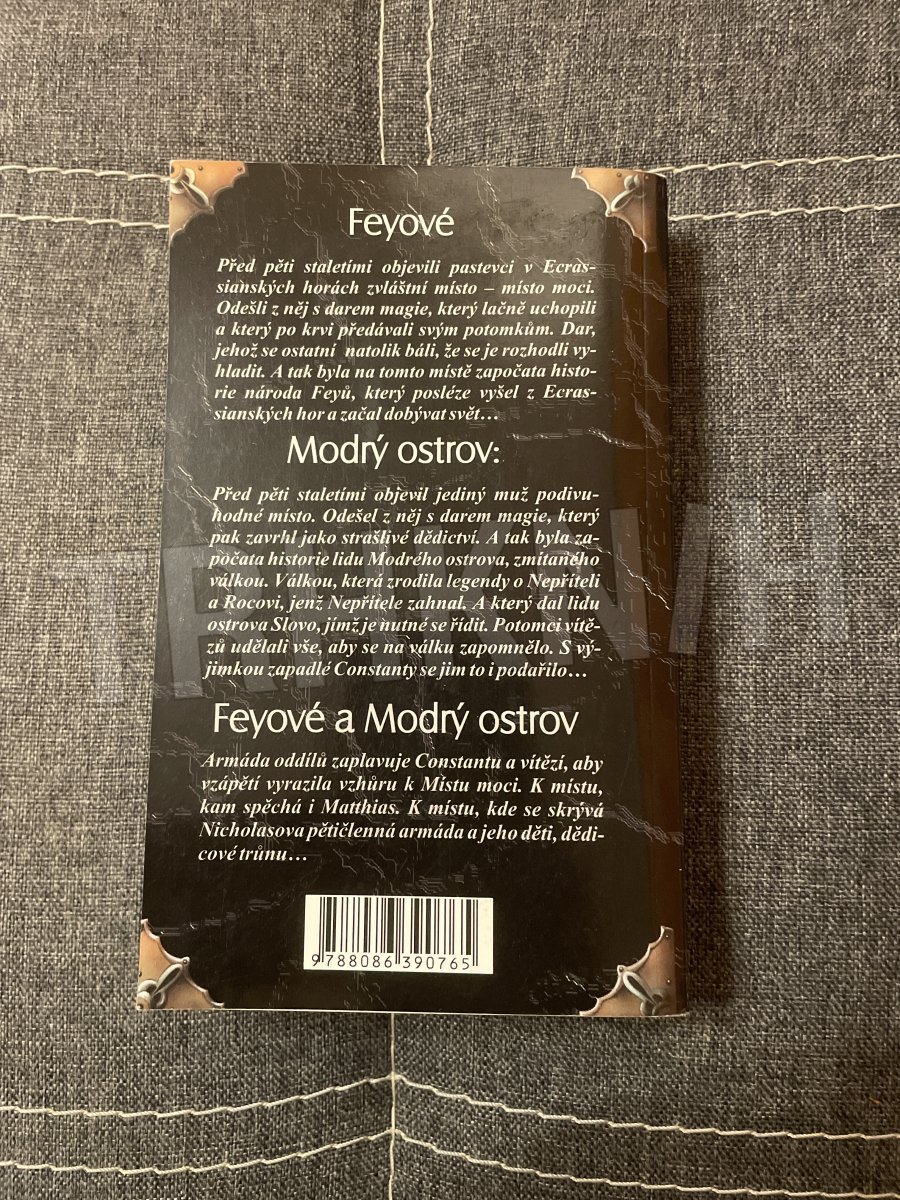 Feyové
Před pěti staletími objevili pastevci v Ecras-
sianských horách zvláštní místo – místo moci.
Odešli z něj s darem magie, který lačně uchopili
a který po krvi předávali svým potomkům. Dar,
jehož se ostatní natolik báli, že se je rozhodli vy-
hladit. A tak byla na tomto místě započata histo-
rie národa Feyů, který posléze vyšel z Ecras-
sianských hor a začal dobývat svět…
Modrý ostrov:
Před pěti staletími objevil jediný muž podivu-
hodné místo. Odešel z něj s darem magie, který
pak zavrhl jako strašlivé dědictví. A tak byla za-
počata historie lidu Modrého ostrova, zmítaného
válkou. Válkou, která zrodila legendy o Nepříteli
a Rocovi, jenž Nepřítele zahnal. A který dal lidu
ostrova Slovo, jímž je nutné se řídit. Potomci vítě-
zů udělali vše, aby se na válku zapomnělo. S vý-
jimkou zapadlé Constanty se jim to i podařilo…
Feyové a Modrý ostrov
Armáda oddílů zaplavuje Constantu a vítězí, aby
vzápětí vyrazila vzhůru k Místu moci. K místu,
kam spěchá i Matthias. K místu, kde se skrývá
Nicholasova pětičlenná armáda a jeho děti, dědi-
cové trůnu…
9 788086 390765